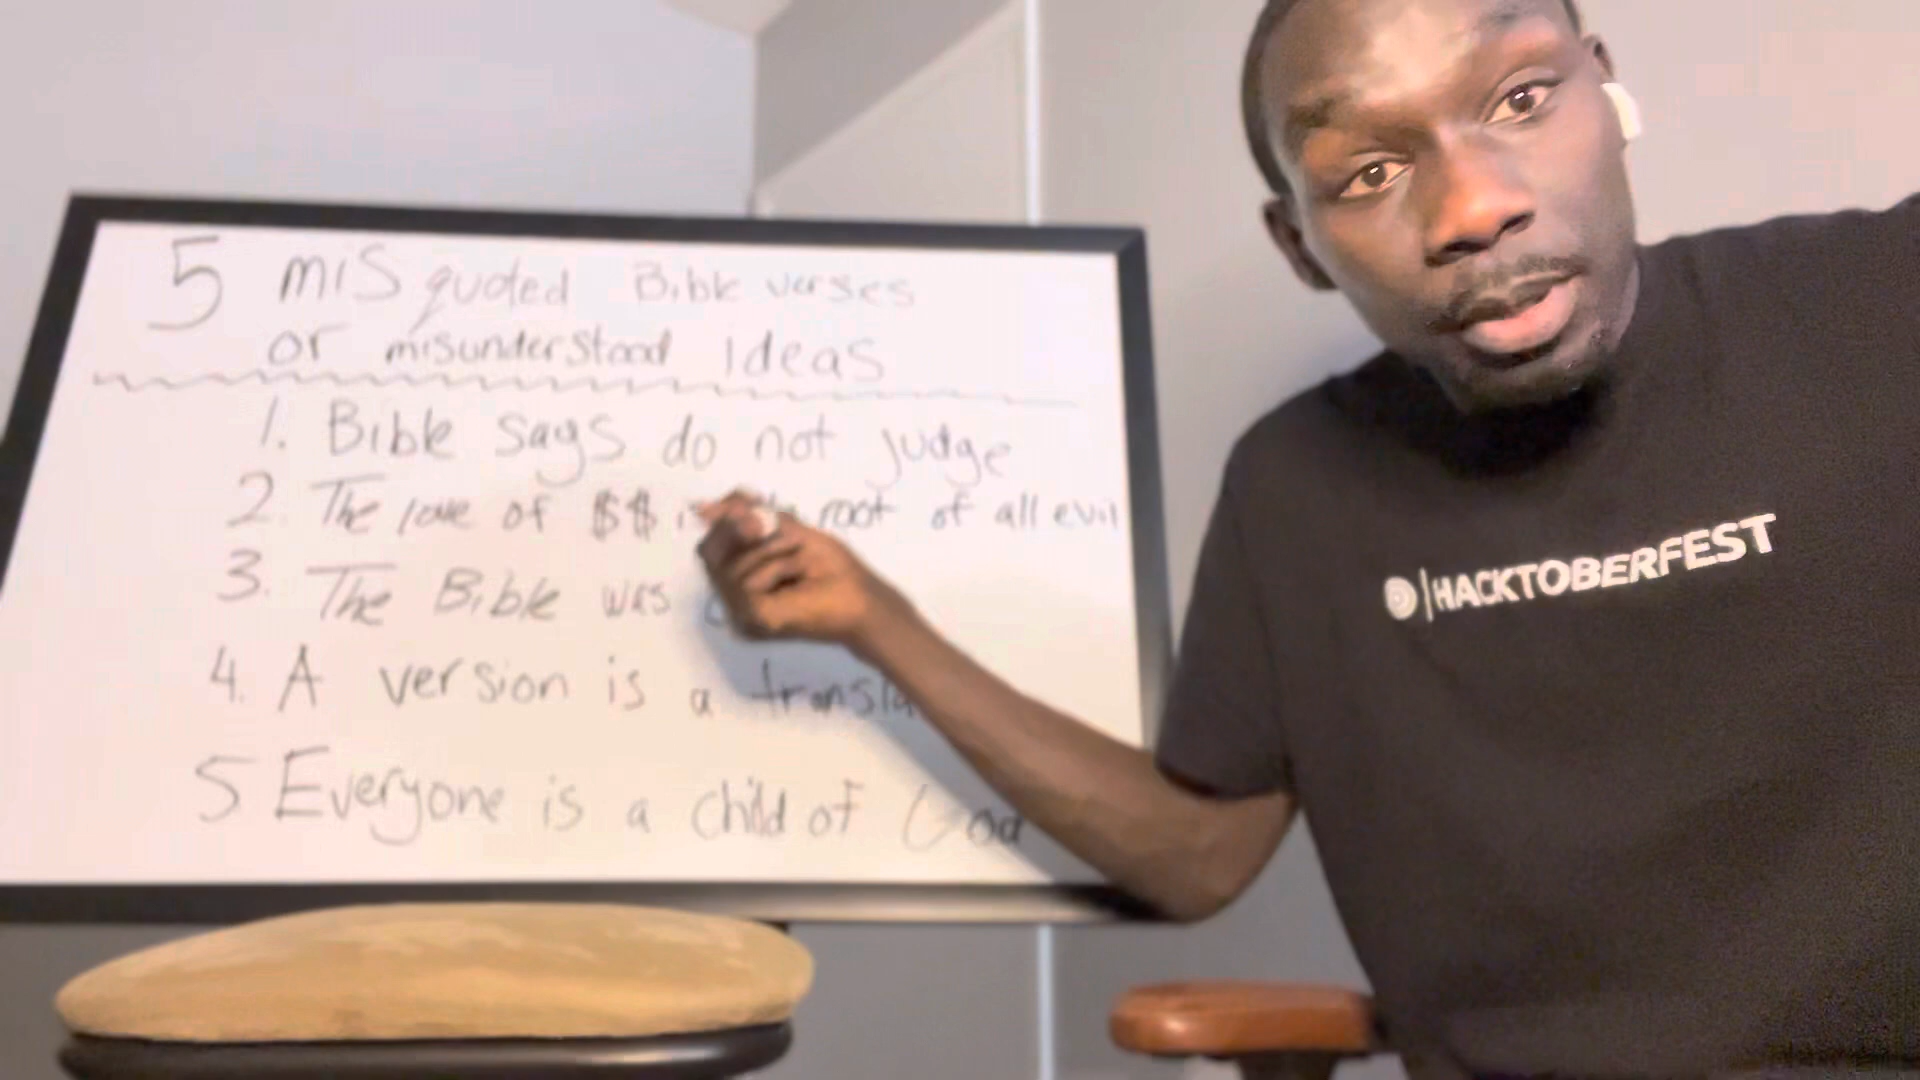 5 misquoted Bible verses
or misunderstood ideas
1. Bible says do not judge
2. The love of $$ root of all evil
3. The Bible was
4. A version is a
5 Everyone is a child of God
HACKTOBERFEST